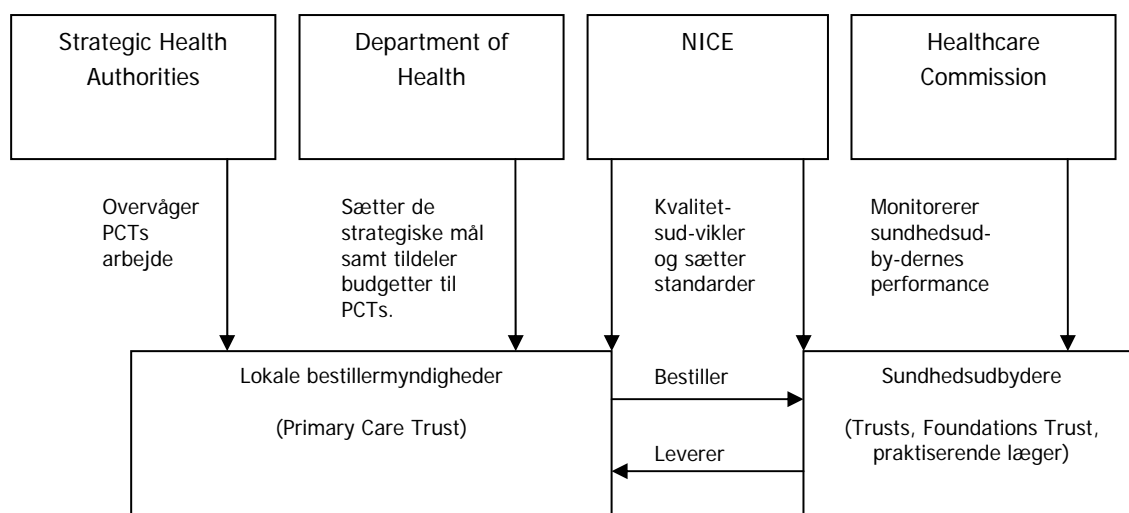 Strategic Health
Authorities
Department of
Health
NICE
Healthcare
Commission
Overvåger
PCTs
arbejde
Sætter de
strategiske mål
samt tildeler
budgetter til
PCTs.
Kvalitet-
sud-vikler
og sætter
standarder
Monitorerer
sundhedsud-
by-dernes
performance
Lokale bestillermyndigheder
(Primary Care Trust)
Bestiller
Leverer
Sundhedsudbydere
(Trusts, Foundations Trust,
praktiserende læger)